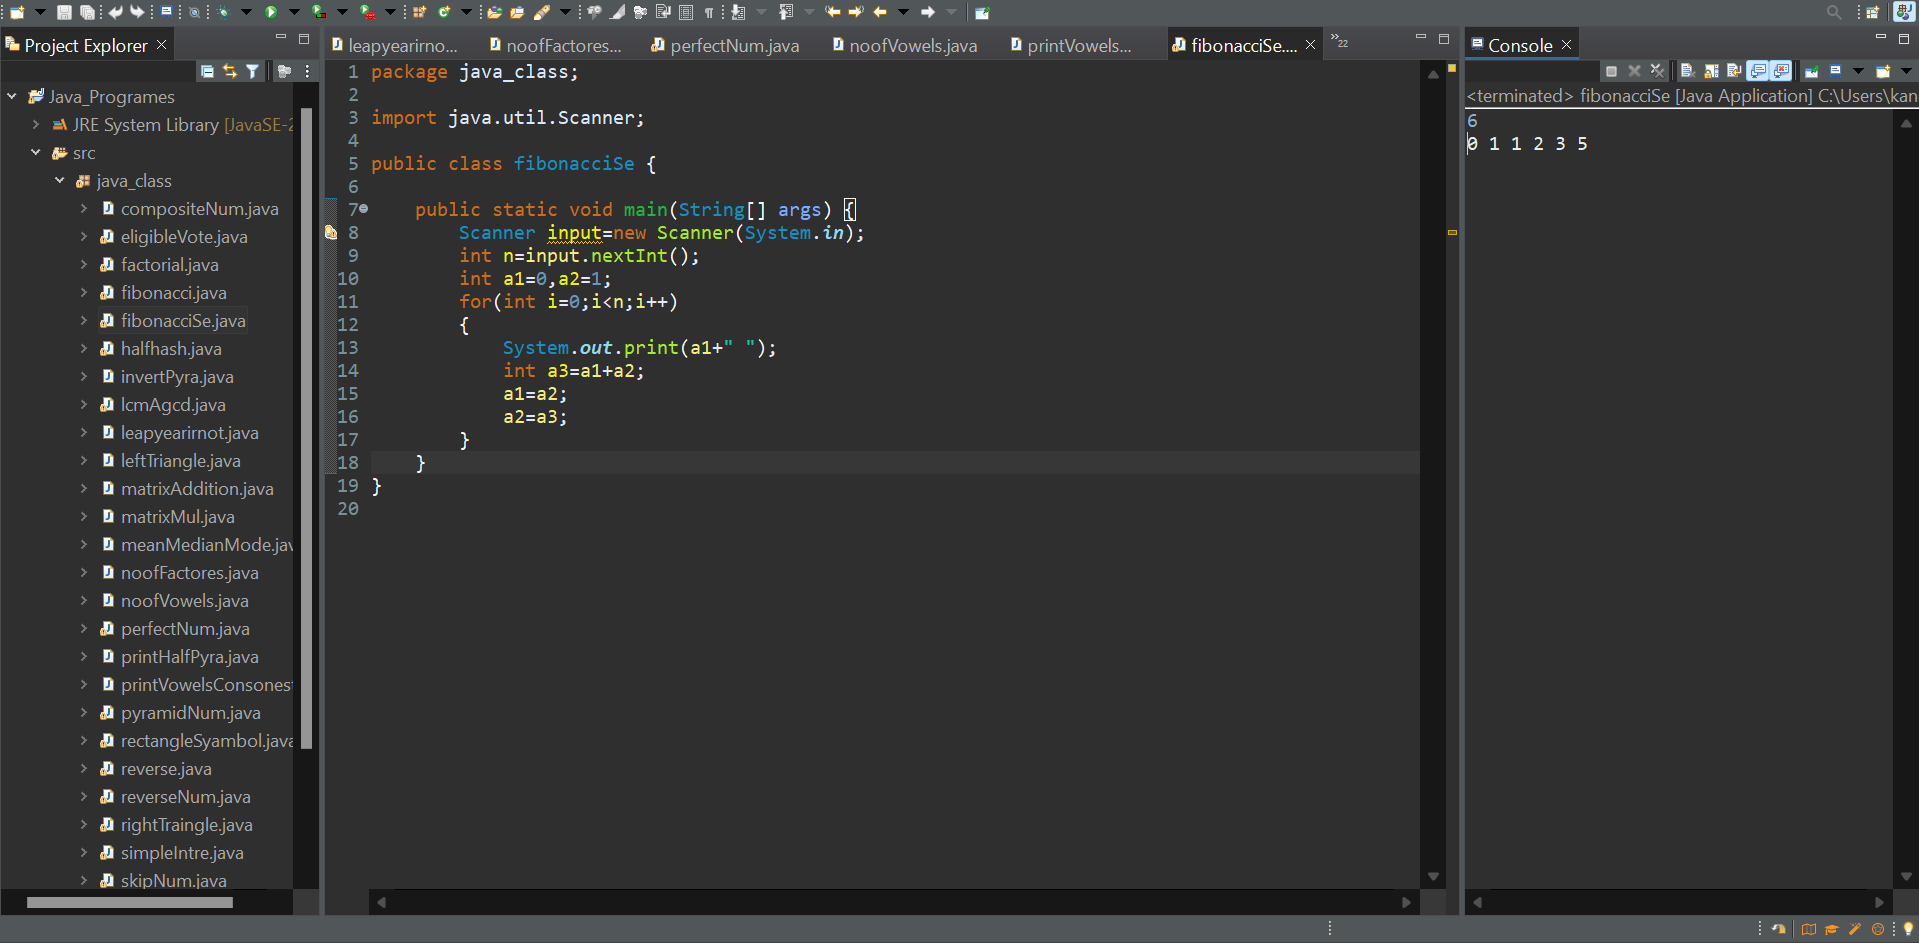 Project Explorer
Java_Programes
JRE System Library [JavaSE-2
src
java_class
compositeNum.java
eligibleVote.java
factorial.java
fibonacci.java
fibonacciSe.java
halfhash.java
invertPyra.java
lcmAgcd.java
leapyearirnot.java
leftTriangle.java
matrixAddition.java
matrixMul.java
meanMedianMode.jav
noofFactores.java
noofVowels.java
perfectNum.java
printHalfPyra.java
printVowelsConsones
pyramidNum.java
rectangleSyambol.java
reverse.java
reverseNum.java
rightTraingle.java
simpleIntre.java
skipNum.java
leapyearirno... noofFactores... perfectNum.java noofVowels.java printVowels... fibonacciSe.... 22
1 package java_class;
2
3 import java.util.Scanner;
4
5 public class fibonacciSe {
6
7 public static void main(String[] args) {
8 Scanner input=new Scanner(System.in);
9 int n=input.nextInt();
10 int a1=0,a2=1;
11 for(int i=0;i<n;i++)
12 {
13 System.out.print(a1+" ");
14 int a3=a1+a2;
15 a1=a2;
16 a2=a3;
17 }
18 }
19 }
20
Console
<terminated> fibonacciSe [Java Application] C:\Users\kan
6
0 1 1 2 3 5